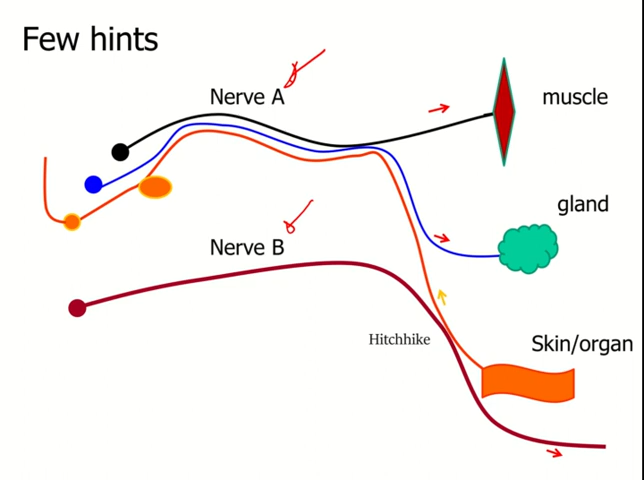 Few hints
Nerve A
muscle
gland
Nerve B
Hitchhike
Skin/organ